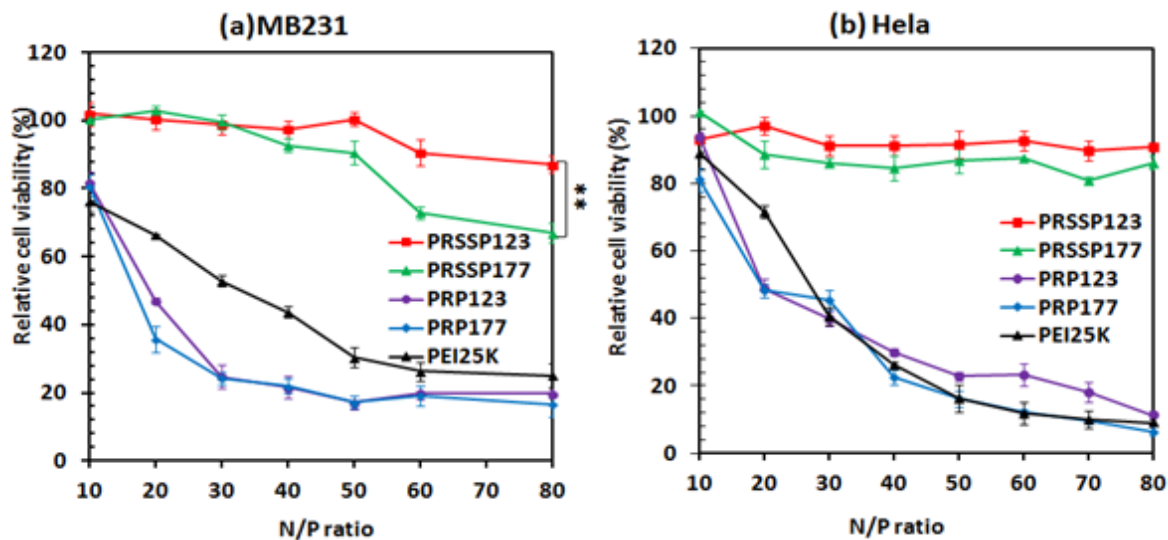 (a)MB231
Relative cell viability (%)
120
100
80
60
40
20
0
10 20 30 40 50 60 70 80
N/P ratio
PRSSP123
PRSSP177
PRP123
PRP177
PEI25K
**
(b) Hela
Relative cell viability (%)
120
100
80
60
40
20
0
10 20 30 40 50 60 70 80
N/P ratio
PRSSP123
PRSSP177
PRP123
PRP177
PEI25K